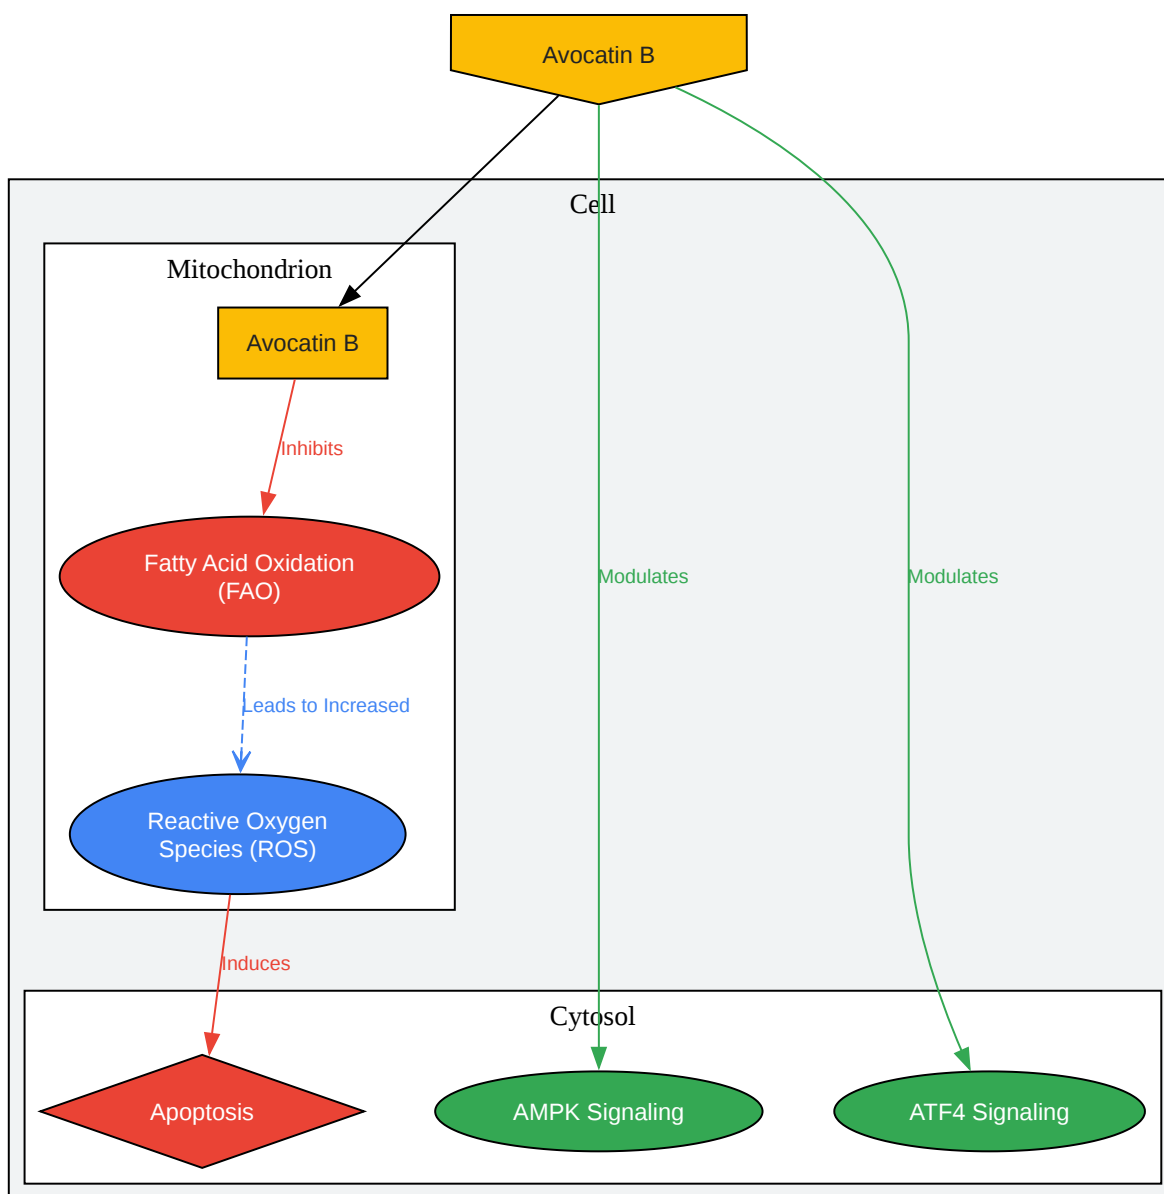 Avocatin B
Cell
Mitochondrion
Avocatin B
Inhibits
Fatty Acid Oxidation
(FAO)
Modulates
Modulates
Leads to Increased
Reactive Oxygen
Species (ROS)
Induces
Cytosol
Apoptosis
AMPK Signaling
ATF4 Signaling